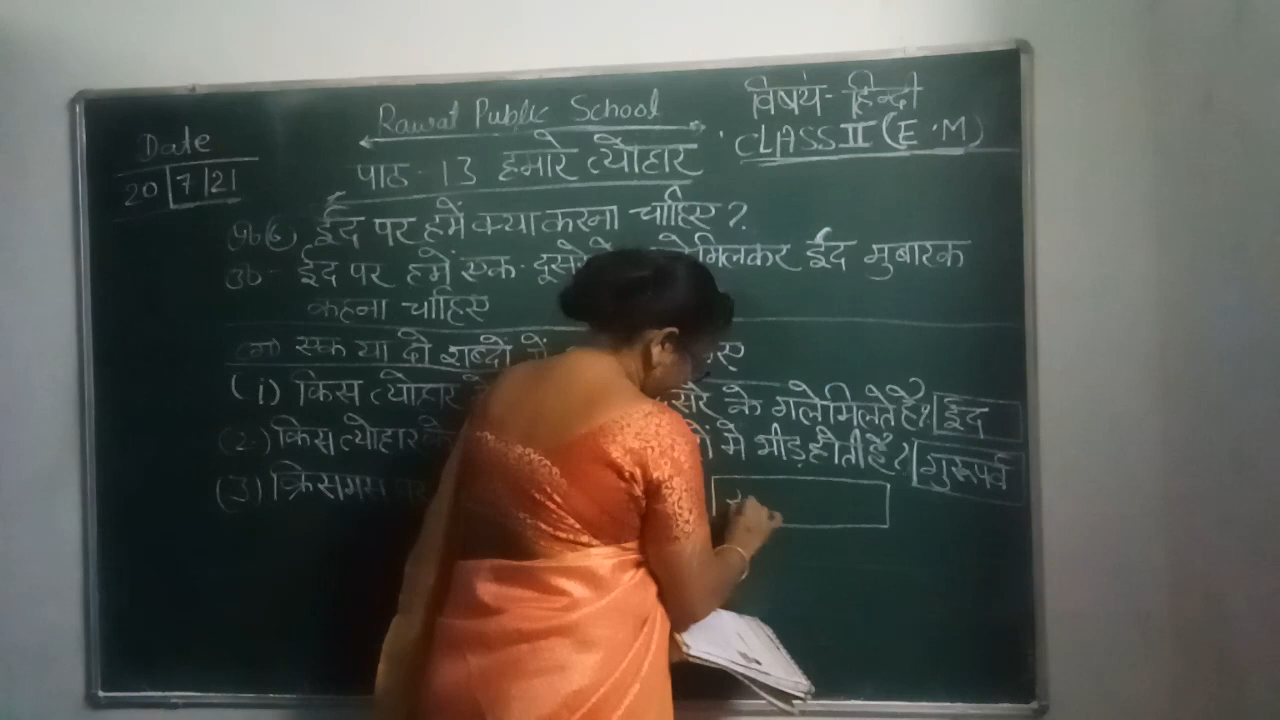 Rawat Public School
विषय - हिन्दी
Date
CLASS II (E.M)
20/7/21
पाठ - 13 हमारे त्योहार
ईद पर हमें क्या करना चाहिए?
उ॰ ईद पर हमें एक-दूसरे मिलकर ईद मुबारक
कहना चाहिए
एक या दो शब्दों में
(i) किस त्योहार के गले मिलते है? ईद
(2) किस त्योहार में भीड़ होती है? गुरूपर्व
(3) क्रिसमस पर